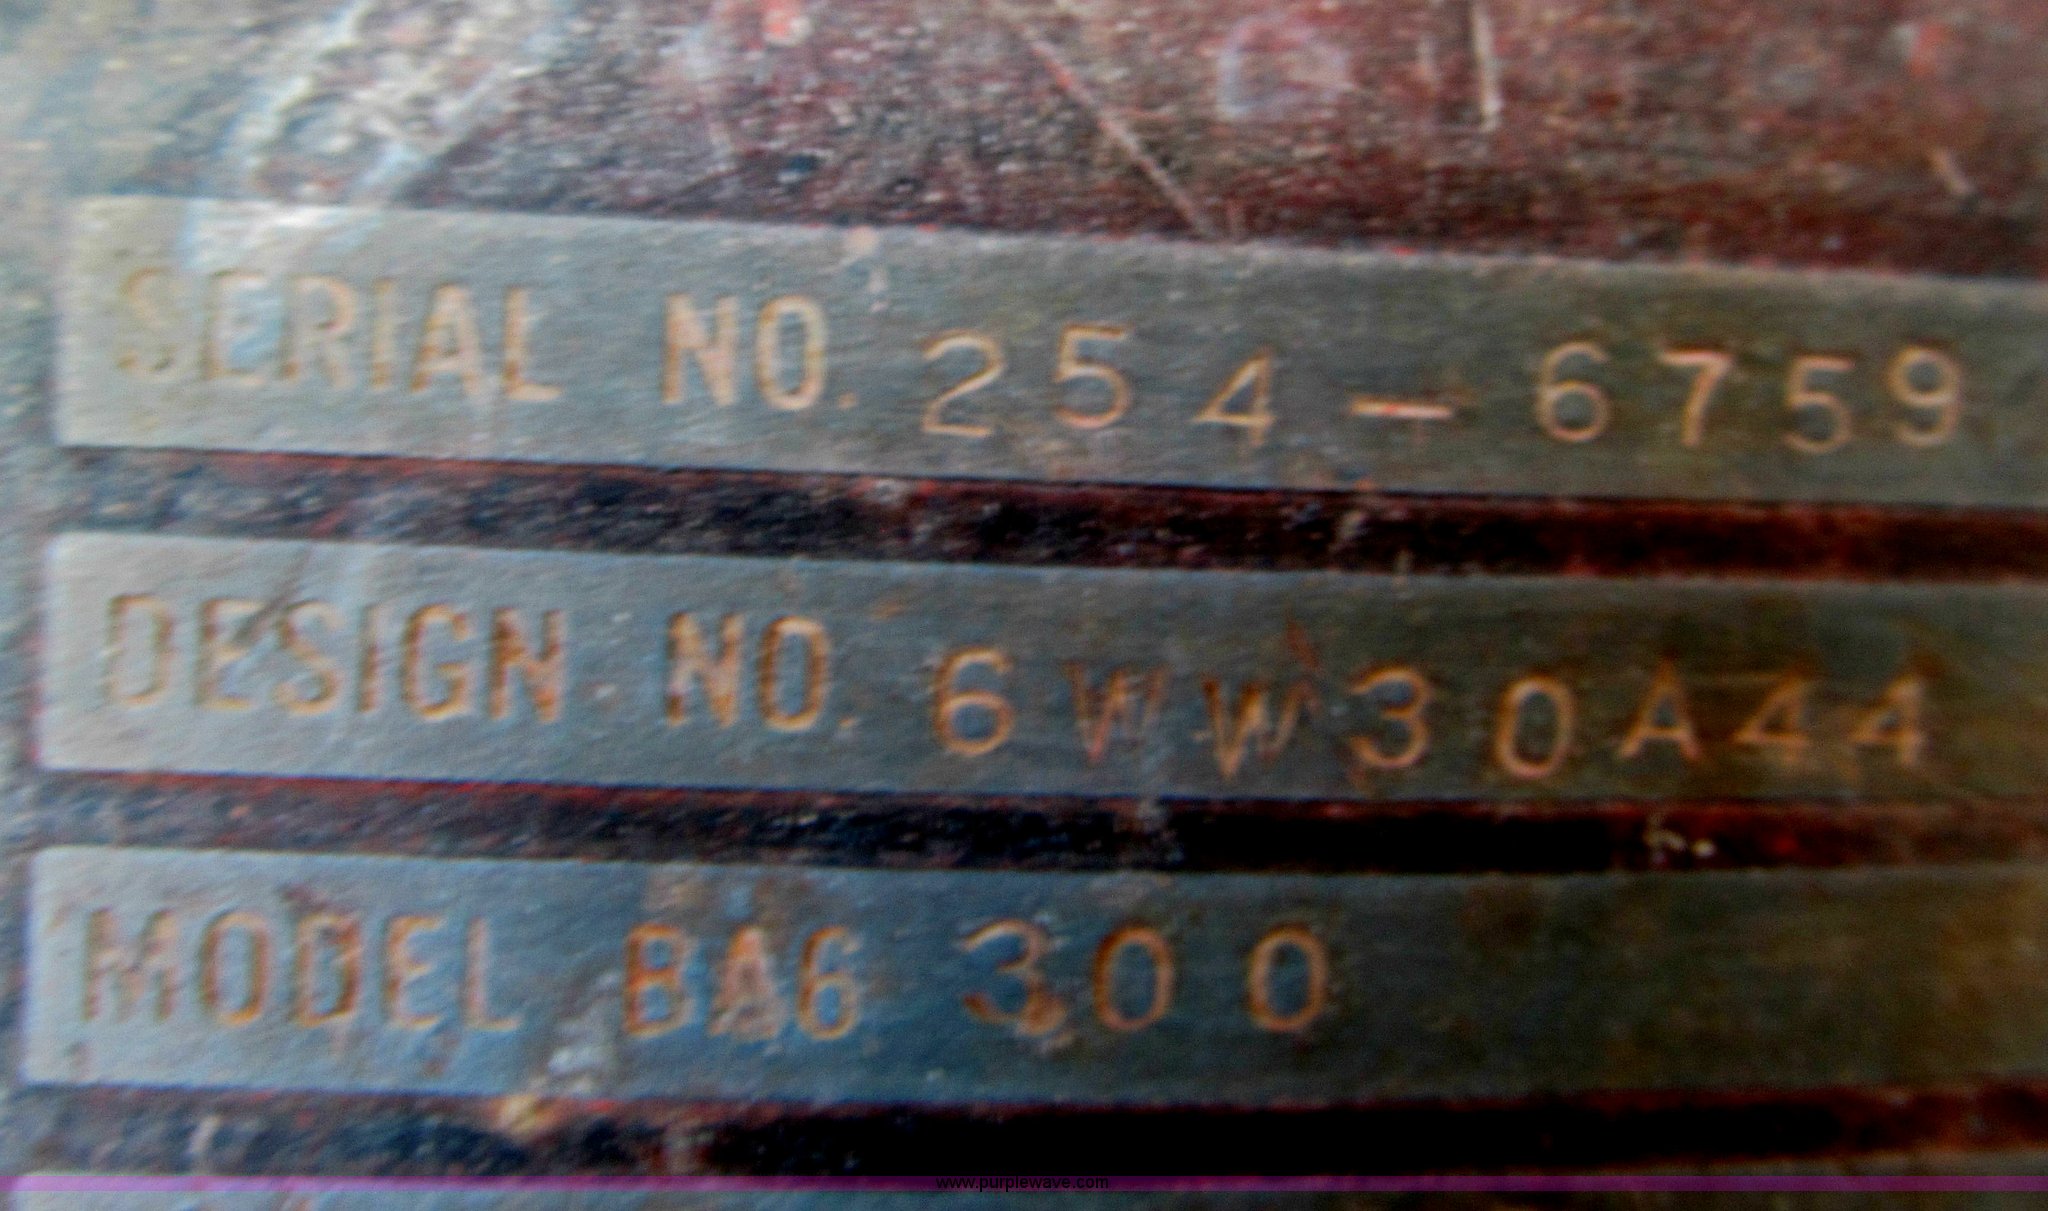 SERIAL NO. 254-6759
DESIGN NO. 6WW30A44
MODEL BA6 300
www.purplewave.com